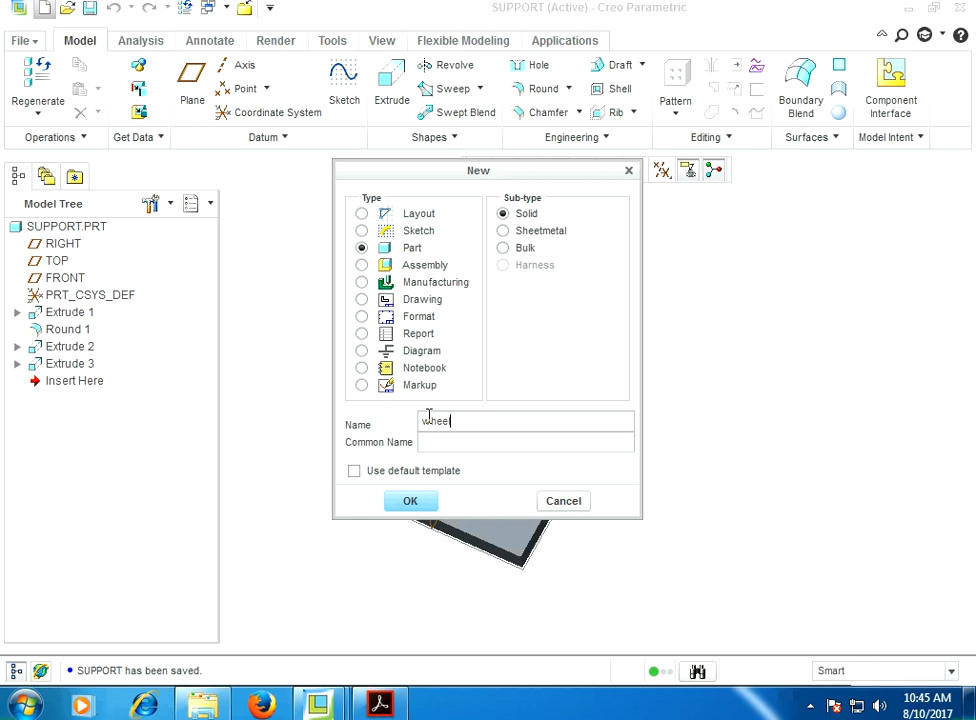 SUPPORT (Active) - Creo Parametric
File Model Analysis Annotate Render Tools View Flexible Modeling Applications
Regenerate
Plane
Axis
Point
Coordinate System
Sketch
Extrude
Revolve
Sweep
Swept Blend
Hole
Round
Chamfer
Draft
Shell
Rib
Pattern
Boundary
Blend
Component
Interface
Operations Get Data Datum Shapes Engineering Editing Surfaces Model Intent
Model Tree
SUPPORT.PRT
RIGHT
TOP
FRONT
PRT_CSYS_DEF
Extrude 1
Round 1
Extrude 2
Extrude 3
Insert Here
New
Type
Layout
Sketch
Part
Assembly
Manufacturing
Drawing
Format
Report
Diagram
Notebook
Markup
Sub-type
Solid
Sheetmetal
Bulk
Harness
Name wheel
Common Name
Use default template
OK Cancel
SUPPORT has been saved.
Smart
10:45 AM
8/10/2017